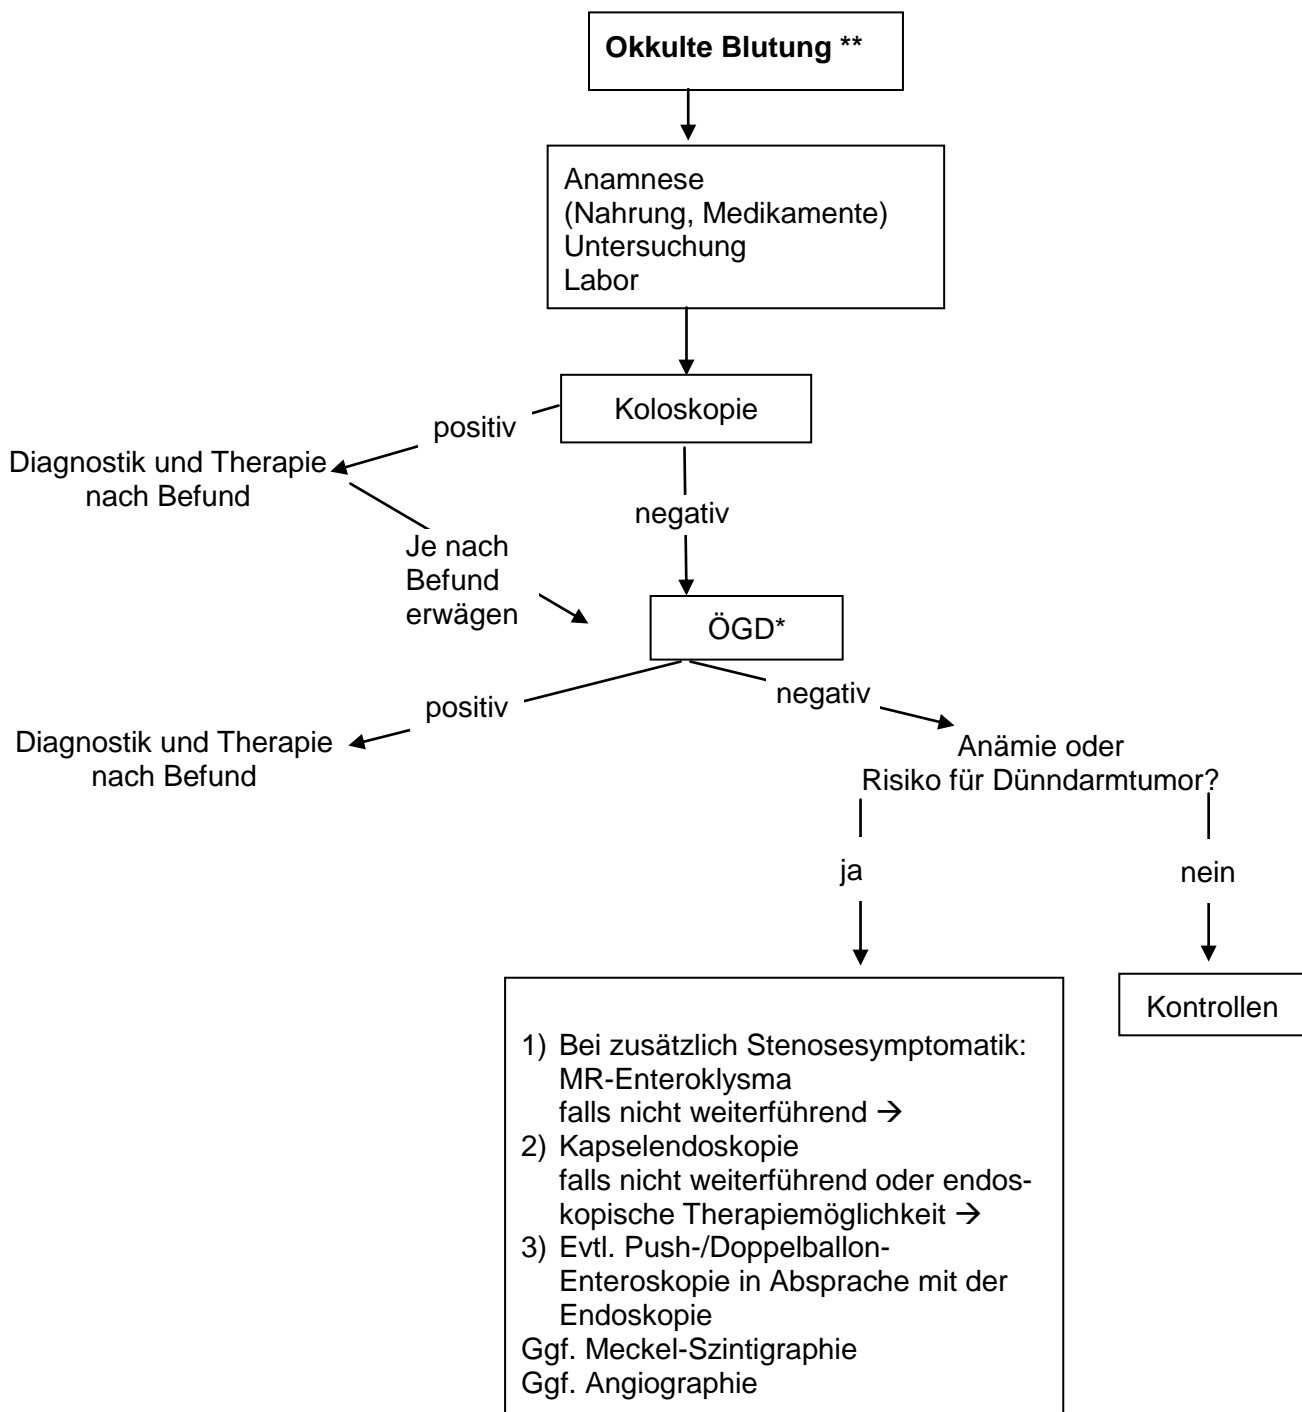 Okkulte Blutung **
Anamnese
(Nahrung, Medikamente)
Untersuchung
Labor
Koloskopie
positiv
Diagnostik und Therapie
nach Befund
negativ
Je nach
Befund
erwägen
ÖGD*
positiv
negativ
Diagnostik und Therapie
nach Befund
Anämie oder
Risiko für Dünndarmtumor?
ja
nein
Kontrollen
1) Bei zusätzlich Stenosesymptomatik:
MR-Enteroklysma
falls nicht weiterführend →
2) Kapselendoskopie
falls nicht weiterführend oder endos-
kopische Therapiemöglichkeit →
3) Evtl. Push-/Doppelballon-
Enteroskopie in Absprache mit der
Endoskopie
Ggf. Meckel-Szintigraphie
Ggf. Angiographie